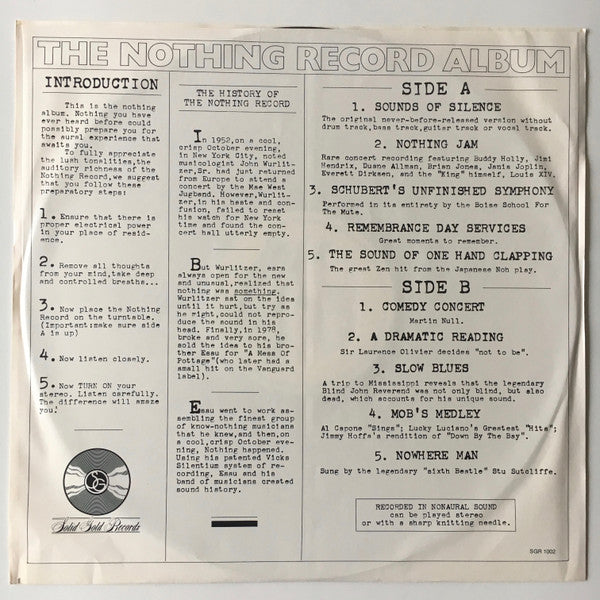 THE NOTHING RECORD ALBUM
INTRODUCTION
This is the nothing
album. Nothing you have
ever heard before could
possibly prepare you for
the aural experience that
awaits you.
To fully appreciate
the lush tonalities, the
auditory richness of the
Nothing Record, we suggest
that you follow these
preparatory steps:
1. Ensure that there is
proper electrical power
in your place of resid-
ence.
2. Remove all thoughts
from your mind, take deep
and controlled breaths...
3. Now place the Nothing
Record on the turntable.
(Important: make sure side
A is up)
4. Now listen closely.
5. Now TURN ON your
stereo. Listen carefully.
The difference will amaze
you!
SG
Solid Gold Records
THE HISTORY OF
THE NOTHING RECORD
In 1952, on a cool,
crisp October evening,
in New York City, noted
musicologist John Wurlit-
zer, Sr. had just returned
from Europe to attend a
concert by the Mae West
Jugband. However, Wurlit-
zer, in his haste and con-
fusion, failed to reset
his watch for New York
time and found the con-
cert hall utterly empty.
But Wurlitzer, ears
always open for the new
and unusual, realized that
nothing was something.
Wurlitzer sat on the idea
until it hurt, but try as
he might, could not repro-
duce the sound in his
head. Finally, in 1978,
broke and very sore, he
sold the idea to his bro-
ther Esau for "A Mess Of
Pottage" (who later had a
small hit on the Vanguard
label).
Esau went to work as-
sembling the finest group
of know-nothing musicians
that he knew, and then, on
a cool, crisp October eve-
ning, Nothing happened.
Using his patented Vicks
Silentium system of re-
cording, Esau and his
band of musicians created
sound history.
SIDE A
1. SOUNDS OF SILENCE
The original never-before-released version without
drum track, bass track, guitar track or vocal track.
2. NOTHING JAM
Rare concert recording featuring Buddy Holly, Jimi
Hendrix, Duane Allman, Brian Jones, Janis Joplin,
Everett Dirksen, and the "King" himself, Louis XIV.
3. SCHUBERT'S UNFINISHED SYMPHONY
Performed in its entirety by the Boise School For
The Mute.
4. REMEMBRANCE DAY SERVICES
Great moments to remember.
5. THE SOUND OF ONE HAND CLAPPING
The great Zen hit from the Japanese Noh play.
SIDE B
1. COMEDY CONCERT
Martin Null.
2. A DRAMATIC READING
Sir Laurence Olivier decides "not to be".
3. SLOW BLUES
A trip to Mississippi reveals that the legendary
Blind John Reverend was not only blind, but also
dead, which accounts for his unique sound.
4. MOB'S MEDLEY
Al Capone "Sings"; Lucky Luciano's Greatest "Hits";
Jimmy Hoffa's rendition of "Down By The Bay".
5. NOWHERE MAN
Sung by the legendary "sixth Beatle" Stu Sutcliffe.
RECORDED IN NONAURAL SOUND
can be played stereo
or with a sharp knitting needle.
SGR 1002